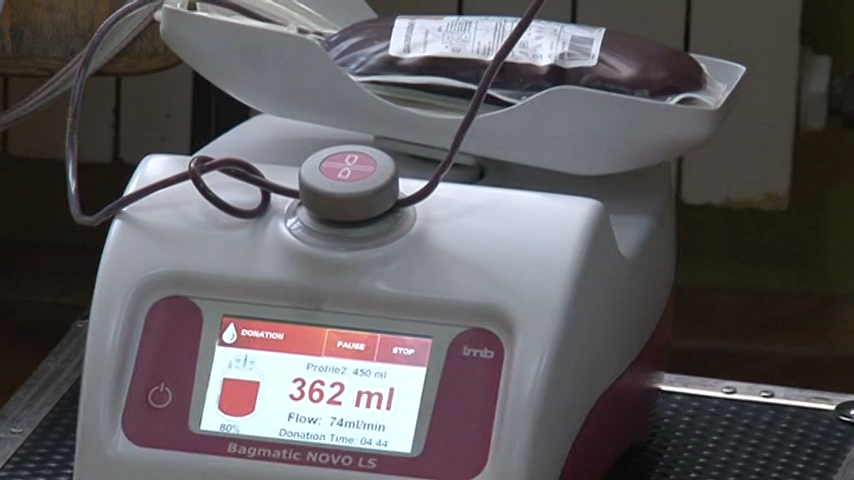 DONATION
PAUSE
STOP
Profile2: 450 ml
362 ml
Flow: 74ml/min
80%
Donation Time: 04:44
imb
Bagmatic NOVO LS